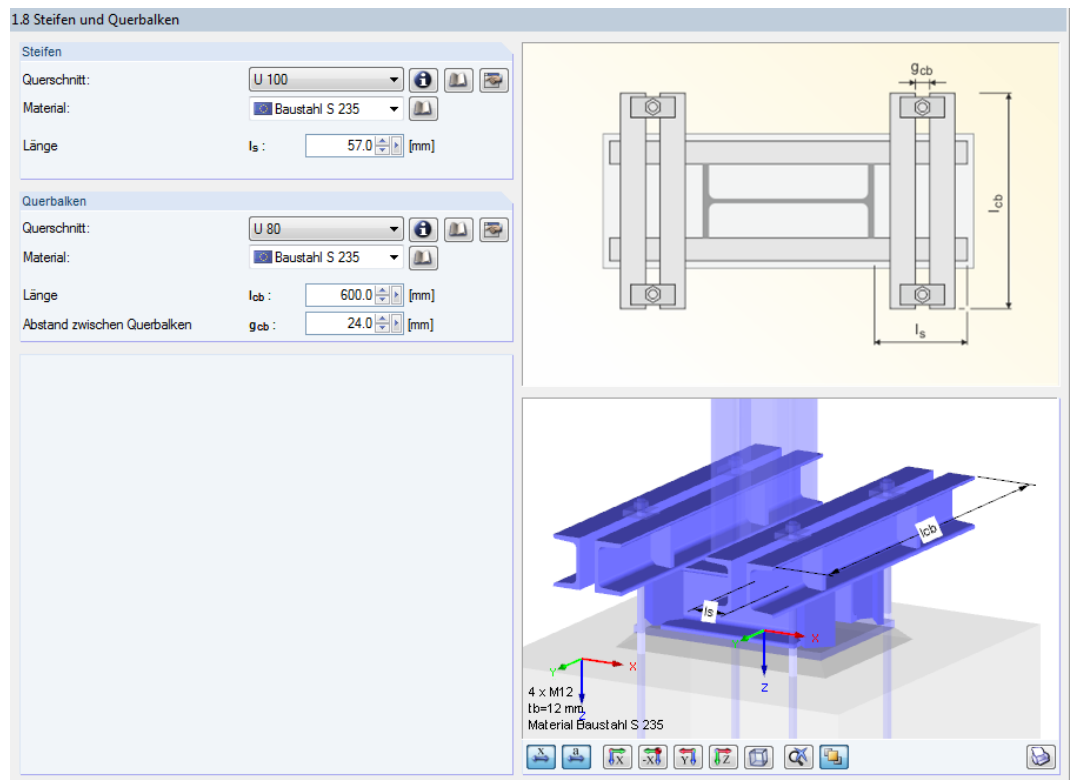 1.8 Steifen und Querbalken
Steifen
Querschnitt: U 100
Material: Baustahl S 235
Länge ls : 57.0 [mm]
Querbalken
Querschnitt: U 80
Material: Baustahl S 235
Länge lcb : 600.0 [mm]
Abstand zwischen Querbalken gcb : 24.0 [mm]
gcb
lcb
ls
lcb
ls
X
Y
Z
X
Y
Z
4 x M12
tb=12 mm
Material Baustahl S 235
x a X -X Y Z